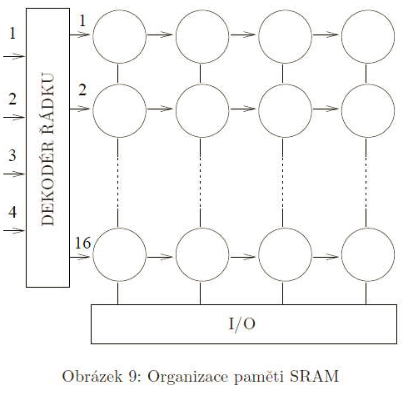 1
2
3
4
DEKODÉR ŘÁDKU
1
2
16
I/O
Obrázek 9: Organizace paměti SRAM